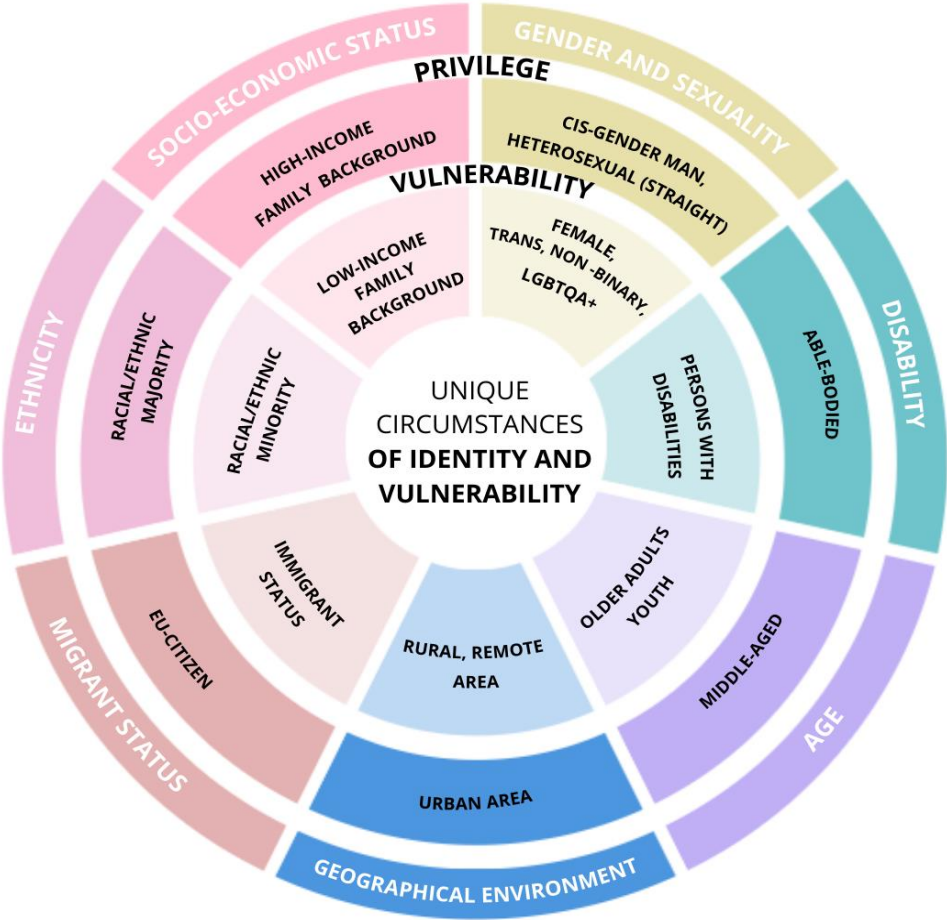 SOCIO-ECONOMIC STATUS
GENDER AND SEXUALITY
PRIVILEGE
HIGH-INCOME
FAMILY BACKGROUND
CIS-GENDER MAN,
HETEROSEXUAL (STRAIGHT)
VULNERABILITY
LOW-INCOME
FAMILY
BACKGROUND
FEMALE,
TRANS, NON -BINARY,
LGBTQA+
ETHNICITY
RACIAL/ETHNIC
MAJORITY
RACIAL/ETHNIC
MINORITY
UNIQUE
CIRCUMSTANCES
OF IDENTITY AND
VULNERABILITY
PERSONS WITH
DISABILITIES
ABLE-BODIED
DISABILITY
MIGRANT STATUS
EU-CITIZEN
IMMIGRANT
STATUS
RURAL, REMOTE
AREA
OLDER ADULTS
YOUTH
MIDDLE-AGED
AGE
URBAN AREA
GEOGRAPHICAL ENVIRONMENT